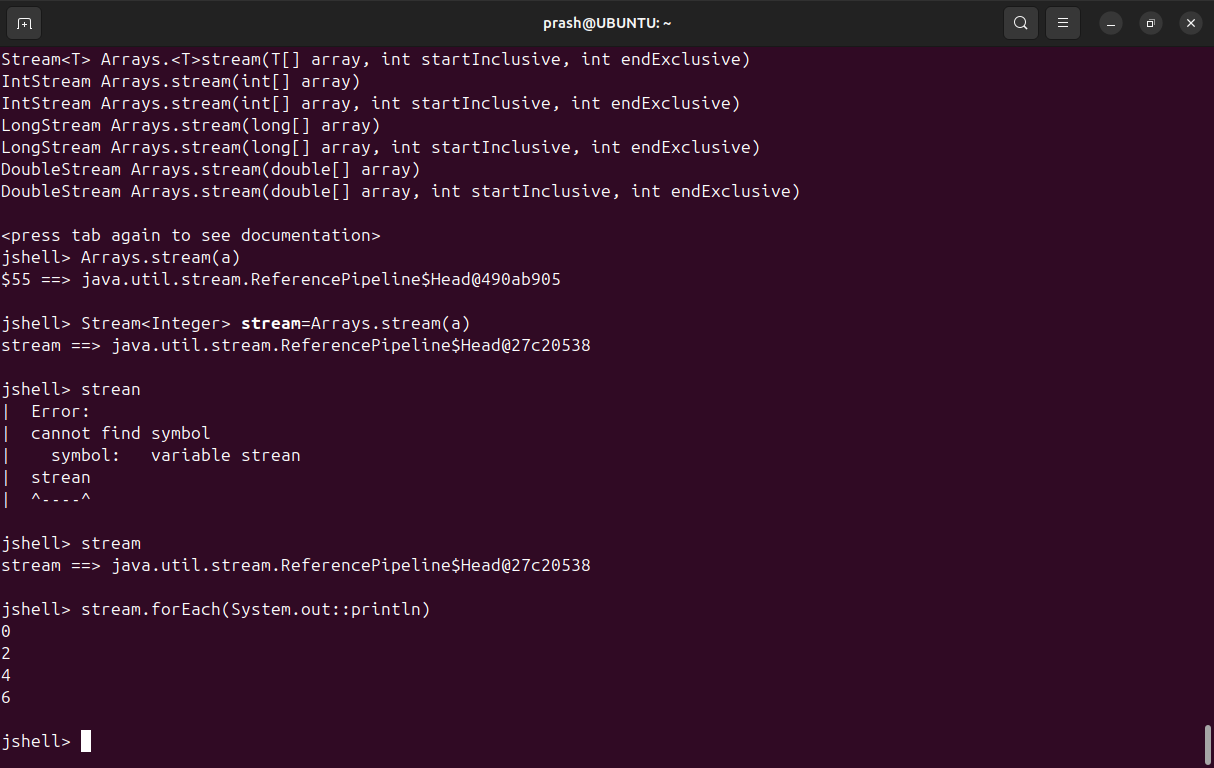 prash@UBUNTU: ~
Stream<T> Arrays.<T>stream(T[] array, int startInclusive, int endExclusive)
IntStream Arrays.stream(int[] array)
IntStream Arrays.stream(int[] array, int startInclusive, int endExclusive)
LongStream Arrays.stream(long[] array)
LongStream Arrays.stream(long[] array, int startInclusive, int endExclusive)
DoubleStream Arrays.stream(double[] array)
DoubleStream Arrays.stream(double[] array, int startInclusive, int endExclusive)
<press tab again to see documentation>
jshell> Arrays.stream(a)
$55 ==> java.util.stream.ReferencePipeline$Head@490ab905
jshell> Stream<Integer> stream=Arrays.stream(a)
stream ==> java.util.stream.ReferencePipeline$Head@27c20538
jshell> strean
|  Error:
|  cannot find symbol
|    symbol:   variable strean
|  strean
|  ^----^
jshell> stream
stream ==> java.util.stream.ReferencePipeline$Head@27c20538
jshell> stream.forEach(System.out::println)
0
2
4
6
jshell>